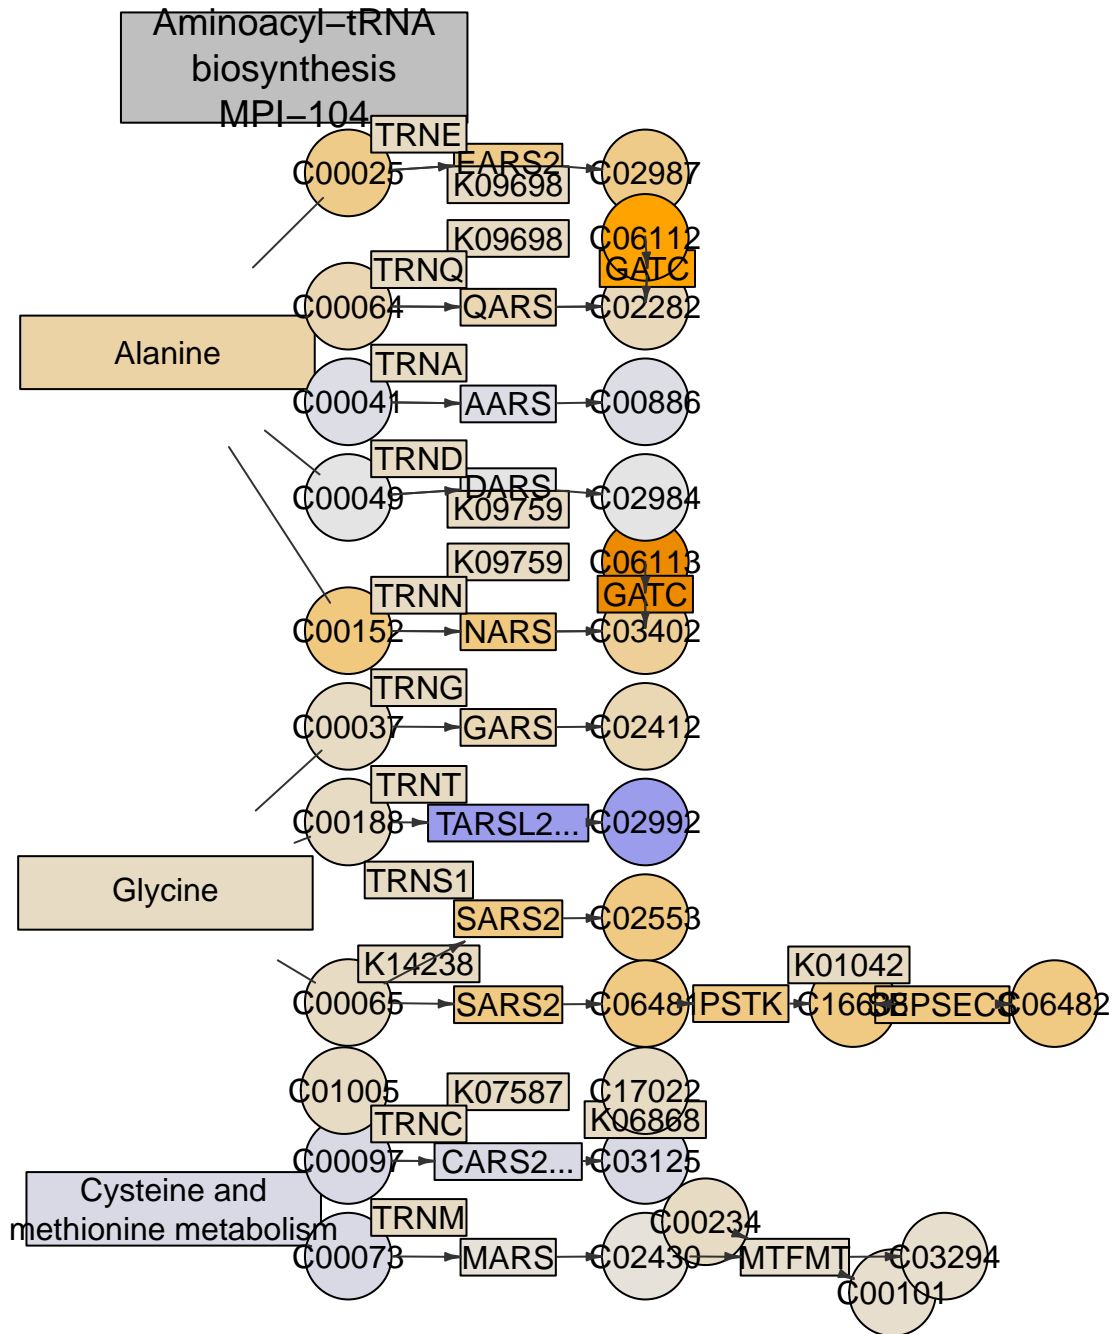 Aminoacyl–tRNA
biosynthesis
MPI–104
TRNE
C00025
EARS2
C02987
K09698
K09698
C06112
TRNQ
GATC
C00064
QARS
C02282
Alanine
TRNA
C00041
AARS
C00886
TRND
C00049
DARS
C02984
K09759
K09759
C06113
TRNN
GATC
C00152
NARS
C03402
TRNG
C00037
GARS
C02412
TRNT
C00188
TARSL2...
C02992
Glycine
TRNS1
SARS2
C02553
K14238
K01042
C00065
SARS2
C06481
PSTK
C16638
SEPSECS
C06482
C01005
K07587
C17022
TRNC
K06868
C00097
CARS2...
C03125
Cysteine and
methionine metabolism
TRNM
C00234
C00073
MARS
C02430
MTFMT
C03294
C00101